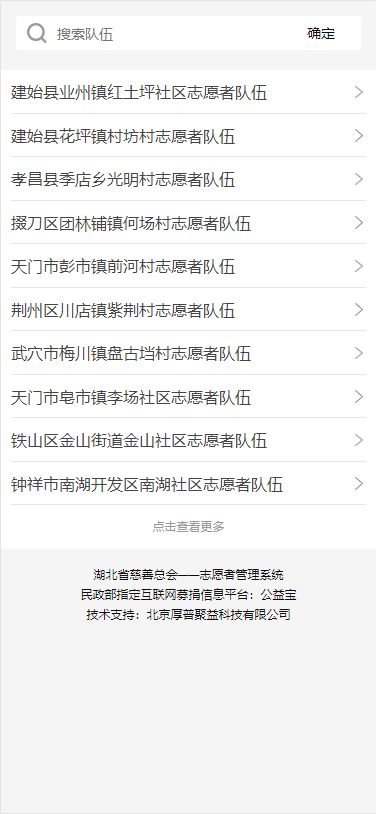 搜索队伍 确定
建始县业州镇红土坪社区志愿者队伍
建始县花坪镇村坊村志愿者队伍
孝昌县季店乡光明村志愿者队伍
掇刀区团林铺镇何场村志愿者队伍
天门市彭市镇前河村志愿者队伍
荆州区川店镇紫荆村志愿者队伍
武穴市梅川镇盘古垱村志愿者队伍
天门市皂市镇李场社区志愿者队伍
铁山区金山街道金山社区志愿者队伍
钟祥市南湖开发区南湖社区志愿者队伍
点击查看更多
湖北省慈善总会——志愿者管理系统
民政部指定互联网募捐信息平台：公益宝
技术支持：北京厚普聚益科技有限公司